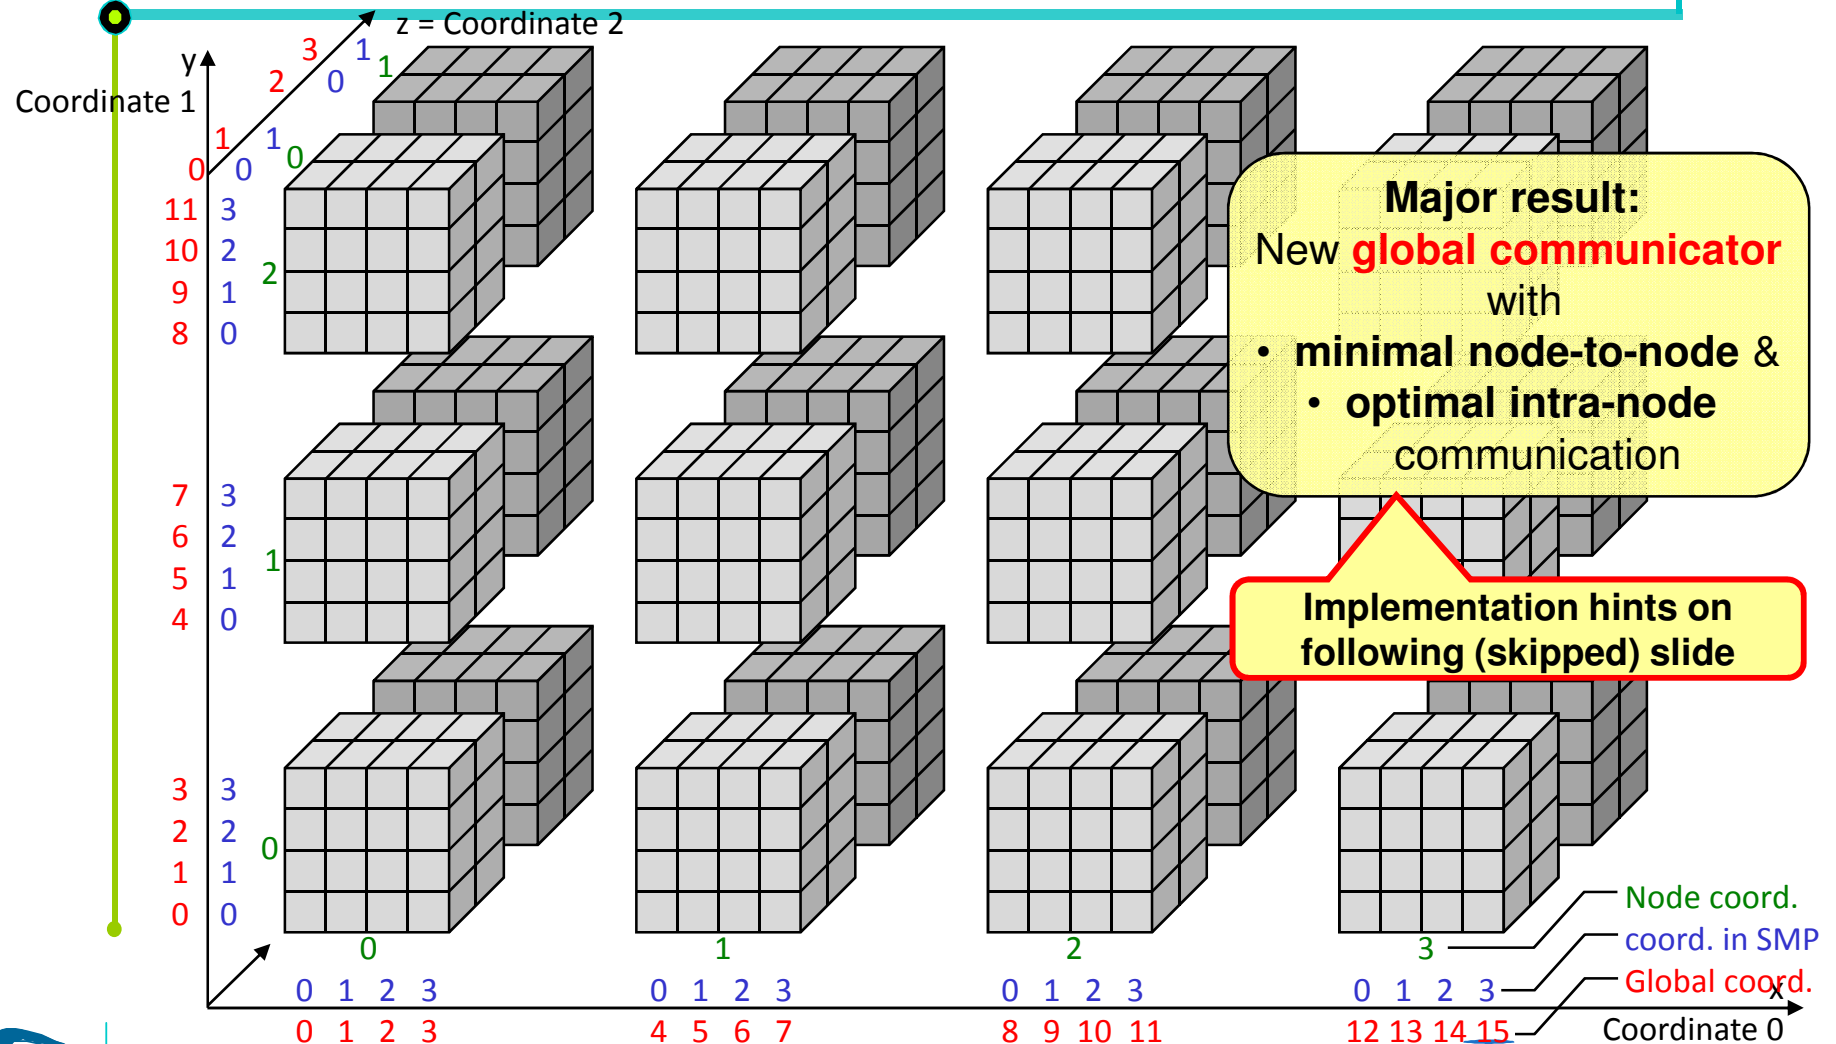 z = Coordinate 2
3 1
y 2 0 1
Coordinate 1
1 1
0 0 0
11 3
10 2
2
9 1
8 0
Major result:
New global communicator
with
• minimal node-to-node &
• optimal intra-node
communication
7 3
6 2
1
5 1
4 0
Implementation hints on
following (skipped) slide
3 3
2 2
0
1 1
0 0
Node coord.
0 1 2 3
coord. in SMP
0 1 2 3 0 1 2 3 0 1 2 3 0 1 2 3
Global coord.
x
0 1 2 3 4 5 6 7 8 9 10 11 12 13 14 15
Coordinate 0